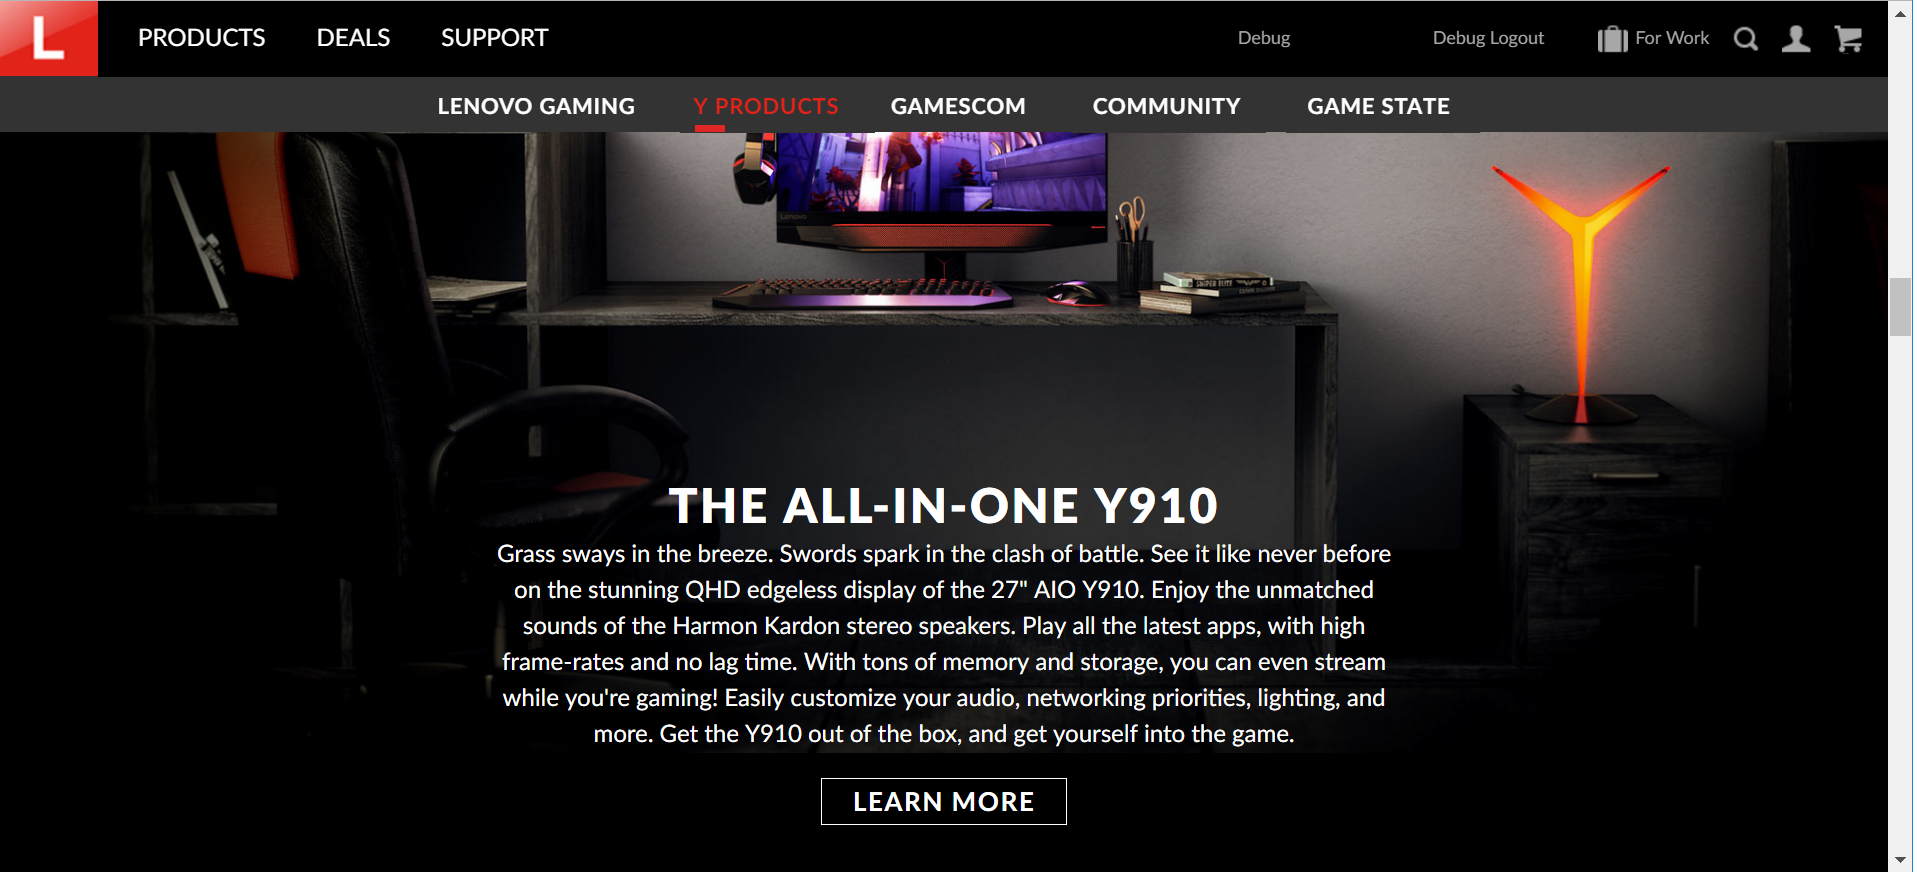 L PRODUCTS DEALS SUPPORT Debug Debug Logout For Work
LENOVO GAMING Y PRODUCTS GAMESCOM COMMUNITY GAME STATE
Lenovo
SNIPER ELITE
THE ALL-IN-ONE Y910
Grass sways in the breeze. Swords spark in the clash of battle. See it like never before
on the stunning QHD edgeless display of the 27" AIO Y910. Enjoy the unmatched
sounds of the Harmon Kardon stereo speakers. Play all the latest apps, with high
frame-rates and no lag time. With tons of memory and storage, you can even stream
while you're gaming! Easily customize your audio, networking priorities, lighting, and
more. Get the Y910 out of the box, and get yourself into the game.
LEARN MORE